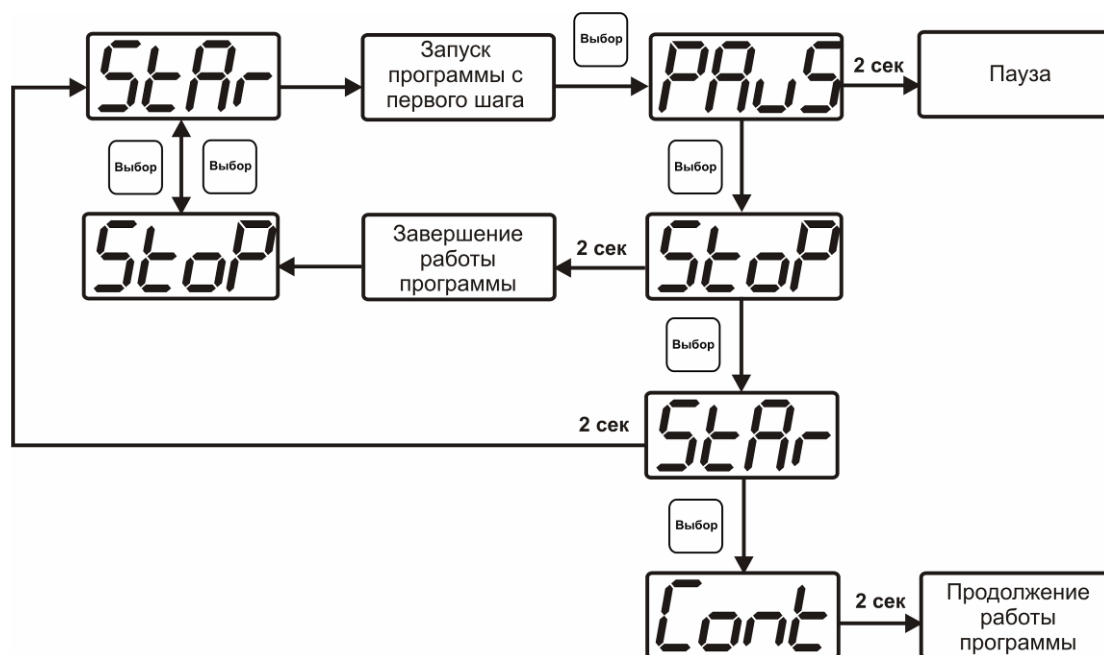 StAr
Запуск
программы с
первого шага
Выбор
PAuS
2 сек
Пауза
Выбор
Выбор
Выбор
StoP
Завершение
работы
программы
2 сек
StoP
Выбор
2 сек
StAr
Выбор
Cont
2 сек
Продолжение
работы
программы